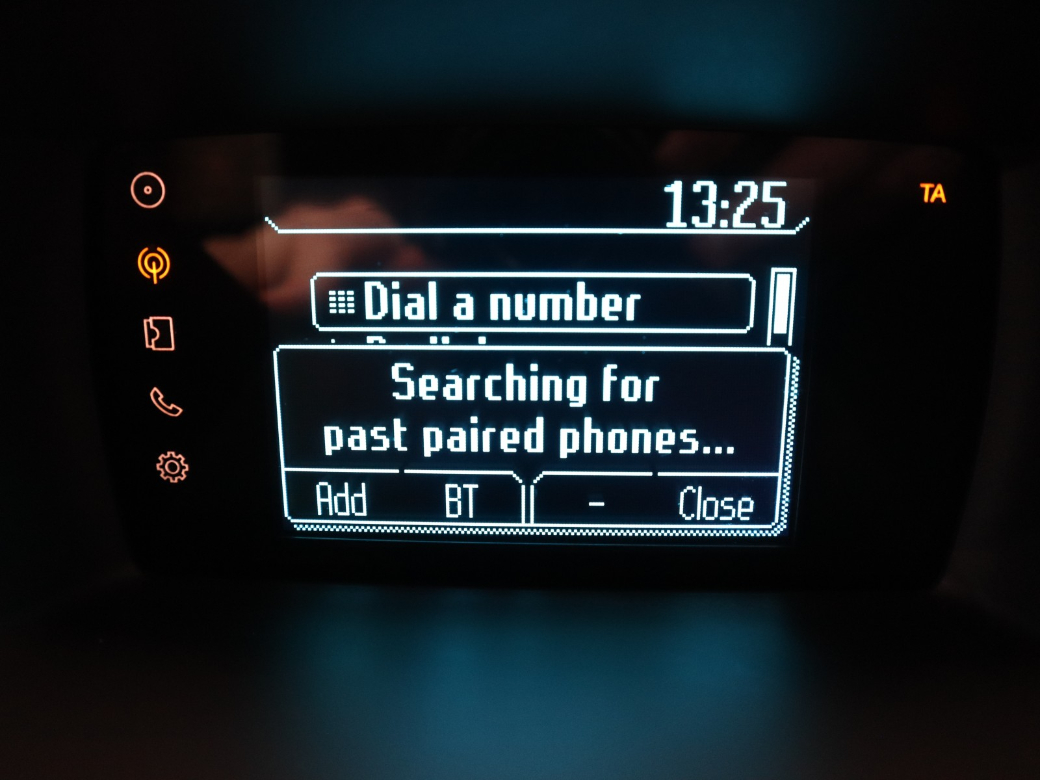 13:25
TA
Dial a number
Searching for
past paired phones...
Add BT - Close